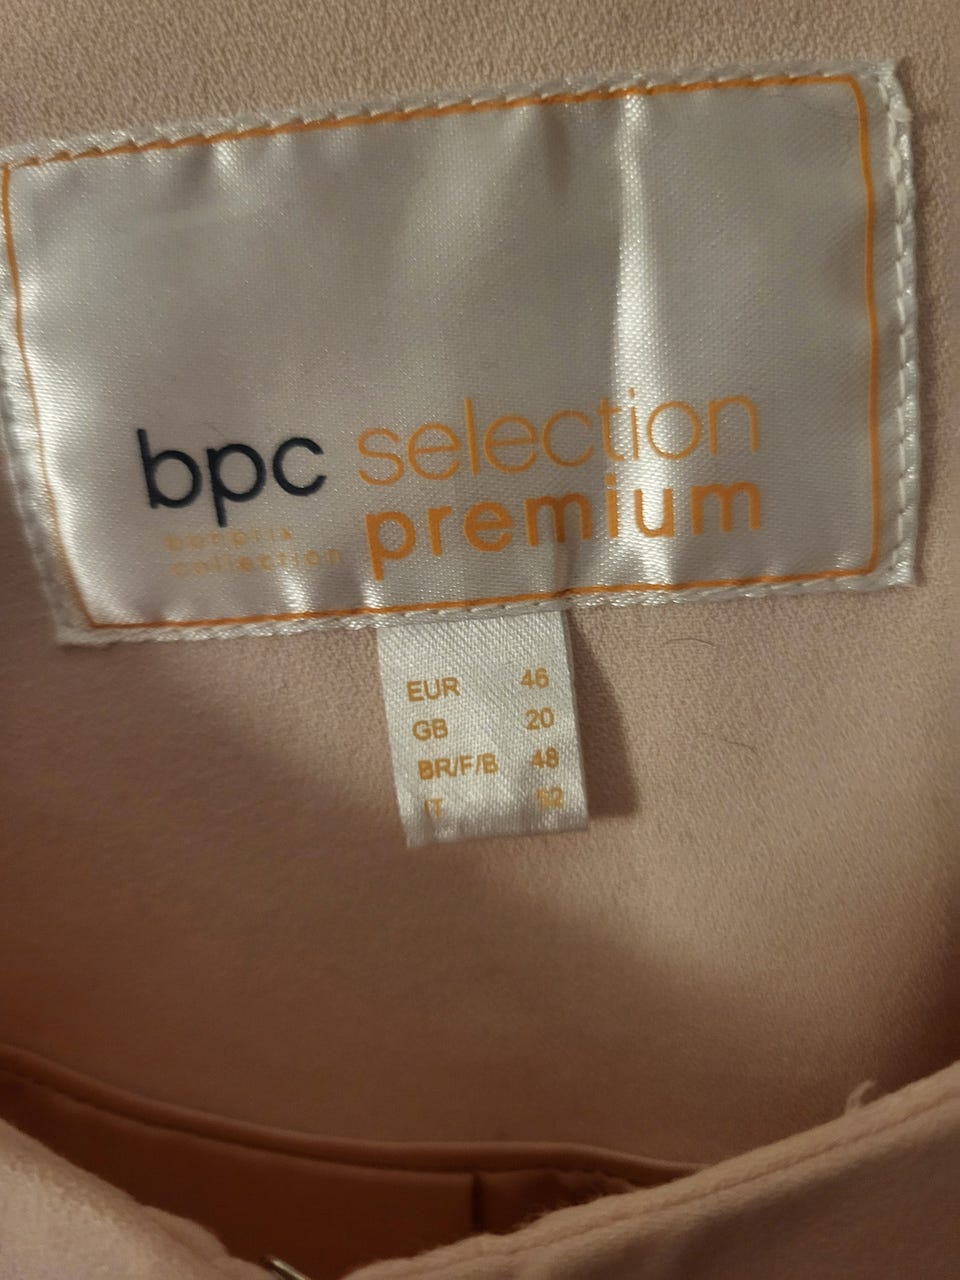 bpc selection
premium
bonprix
collection
EUR 46
GB 20
BR/F/B 48
IT 52